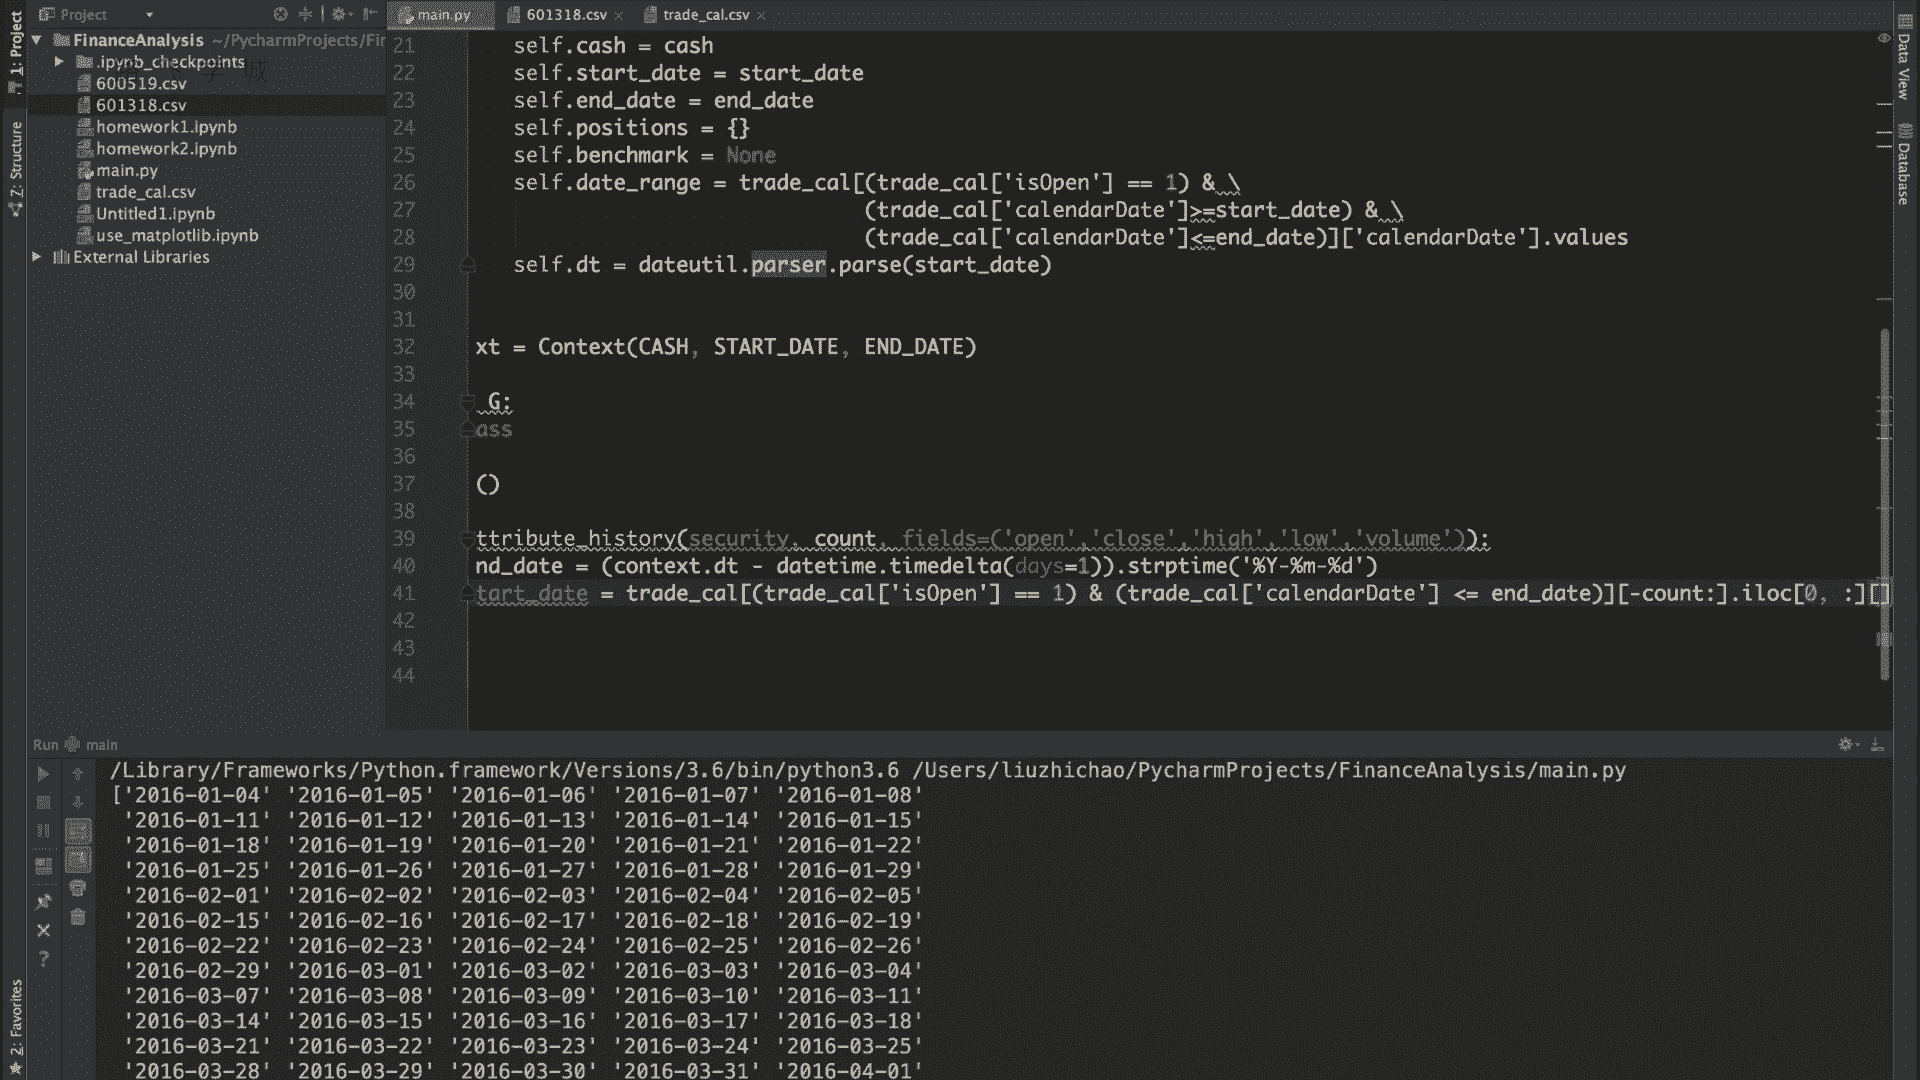 Project
main.py
601318.csv
trade_cal.csv
1: Project
Z: Structure
2: Favorites
Data View
Database
FinanceAnalysis ~/PycharmProjects/Fir
.ipynb_checkpoints
600519.csv
601318.csv
homework1.ipynb
homework2.ipynb
main.py
trade_cal.csv
Untitled1.ipynb
use_matplotlib.ipynb
External Libraries
21 self.cash = cash
22 self.start_date = start_date
23 self.end_date = end_date
24 self.positions = {}
25 self.benchmark = None
26 self.date_range = trade_cal[(trade_cal['isOpen'] == 1) & \
27 (trade_cal['calendarDate']>=start_date) & \
28 (trade_cal['calendarDate']<=end_date)]['calendarDate'].values
29 self.dt = dateutil.parser.parse(start_date)
30
31
32 xt = Context(CASH, START_DATE, END_DATE)
33
34 G:
35 ass
36
37 ()
38
39 ttribute_history(security, count, fields=('open','close','high','low','volume')):
40 nd_date = (context.dt - datetime.timedelta(days=1)).strptime('%Y-%m-%d')
41 tart_date = trade_cal[(trade_cal['isOpen'] == 1) & (trade_cal['calendarDate'] <= end_date)][-count:].iloc[0, :][]
42
43
44
Run main
/Library/Frameworks/Python.framework/Versions/3.6/bin/python3.6 /Users/liuzhichao/PycharmProjects/FinanceAnalysis/main.py
['2016-01-04' '2016-01-05' '2016-01-06' '2016-01-07' '2016-01-08'
'2016-01-11' '2016-01-12' '2016-01-13' '2016-01-14' '2016-01-15'
'2016-01-18' '2016-01-19' '2016-01-20' '2016-01-21' '2016-01-22'
'2016-01-25' '2016-01-26' '2016-01-27' '2016-01-28' '2016-01-29'
'2016-02-01' '2016-02-02' '2016-02-03' '2016-02-04' '2016-02-05'
'2016-02-15' '2016-02-16' '2016-02-17' '2016-02-18' '2016-02-19'
'2016-02-22' '2016-02-23' '2016-02-24' '2016-02-25' '2016-02-26'
'2016-02-29' '2016-03-01' '2016-03-02' '2016-03-03' '2016-03-04'
'2016-03-07' '2016-03-08' '2016-03-09' '2016-03-10' '2016-03-11'
'2016-03-14' '2016-03-15' '2016-03-16' '2016-03-17' '2016-03-18'
'2016-03-21' '2016-03-22' '2016-03-23' '2016-03-24' '2016-03-25'
'2016-03-28' '2016-03-29' '2016-03-30' '2016-03-31' '2016-04-01'